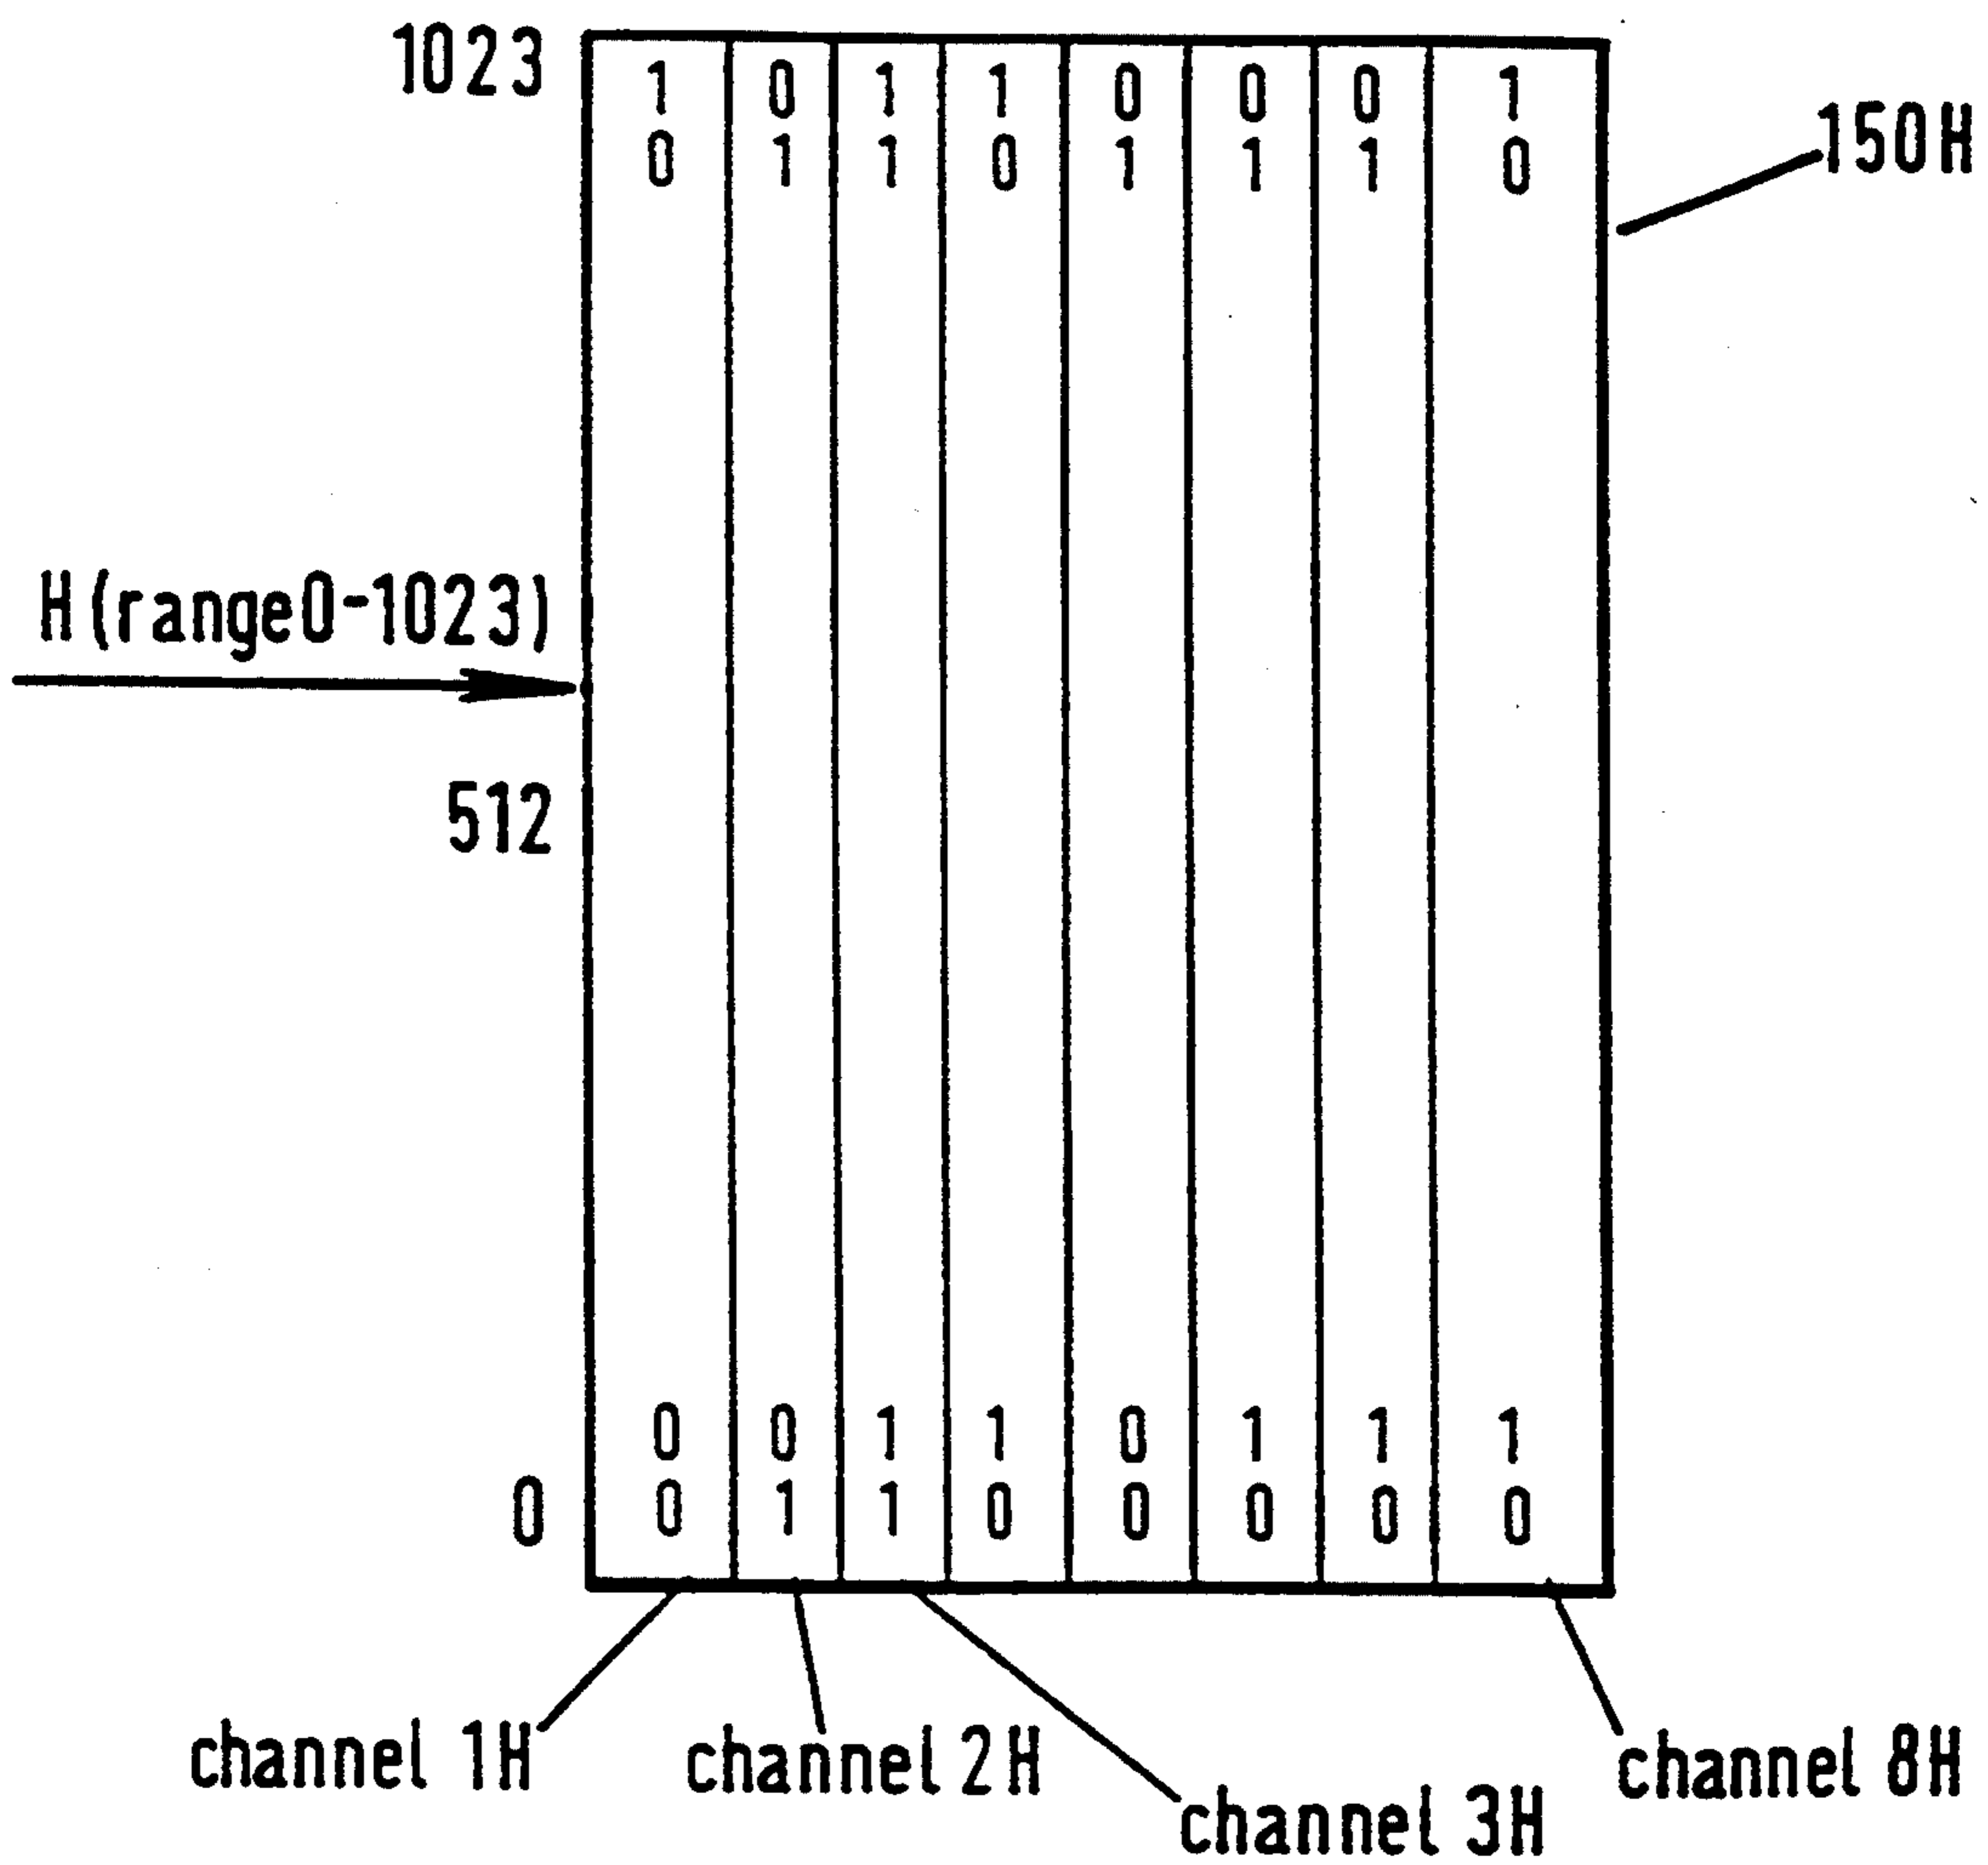 1023 1 0 1 1 0 0 0 1
0 1 1 0 1 1 1 0
150H
H(range0-1023)
512
0 0 1 1 0 1 1 1
0 0 1 1 0 0 0 0 0
channel 1H channel 2H channel 8H
channel 3H